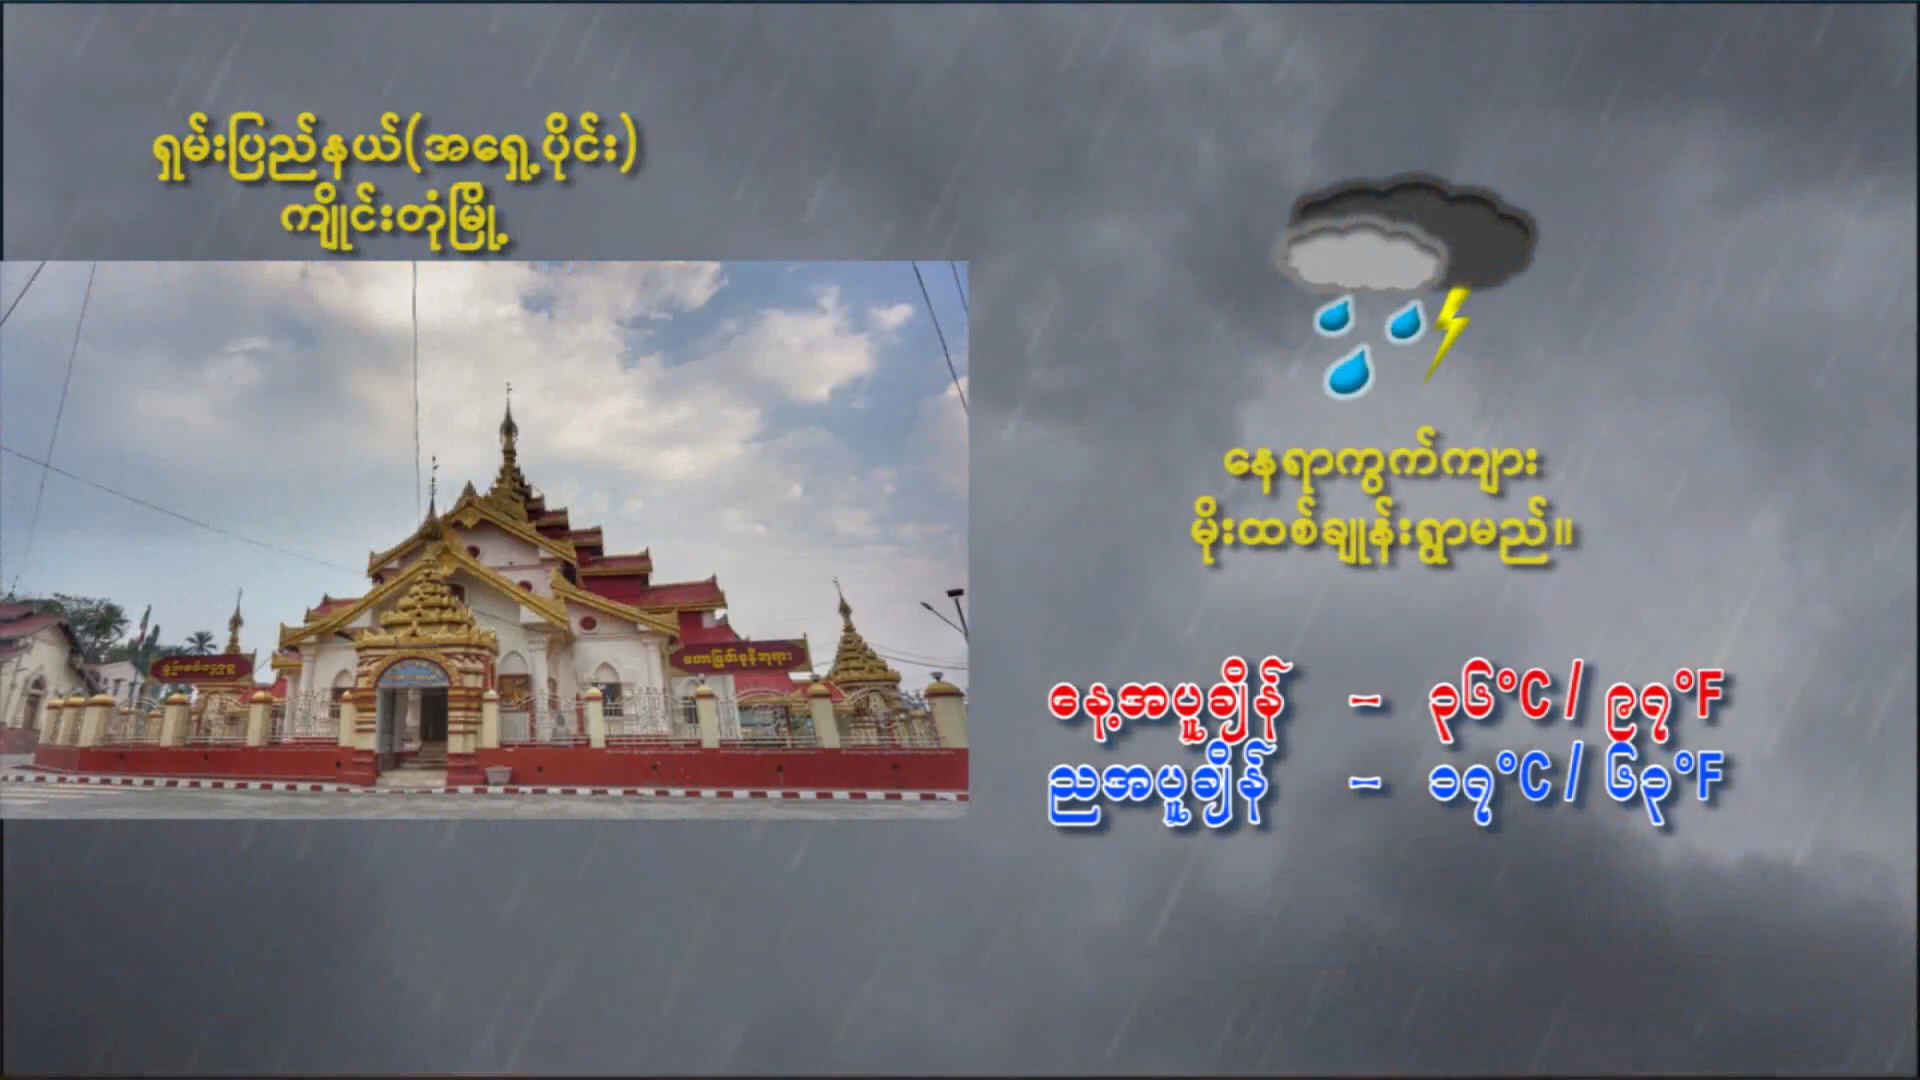 ရှမ်းပြည်နယ်(အရှေ့ပိုင်း)
ကျိုင်းတုံမြို့
နေရာကွက်ကျား
မိုးထစ်ချုန်းရွာမည်။
နေ့အပူချိန် - ၃၆°C / ၉၇°F
ညအပူချိန် - ၁၇°C / ၆၃°F